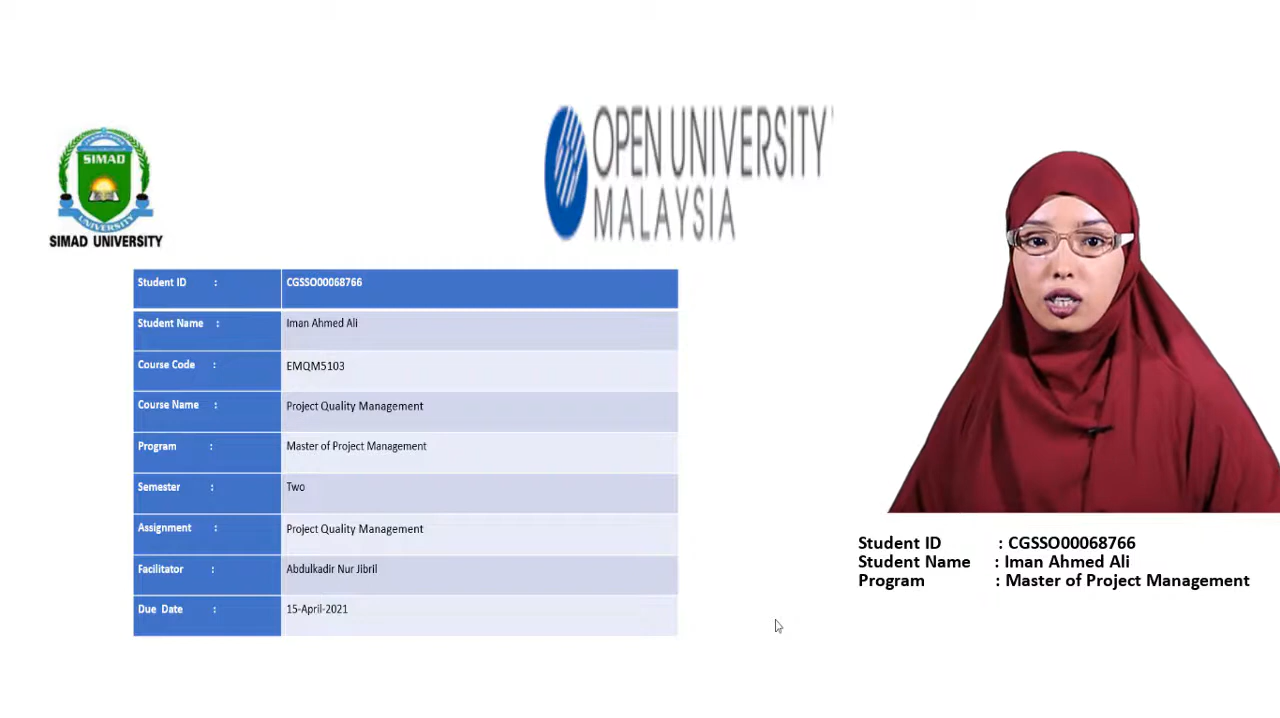 SIMAD
UNIVERSITY
SIMAD UNIVERSITY
OPEN UNIVERSITY
MALAYSIA
Student ID : CGSSO00068766
Student Name : Iman Ahmed Ali
Course Code : EMQM5103
Course Name : Project Quality Management
Program : Master of Project Management
Semester : Two
Assignment : Project Quality Management
Facilitator : Abdulkadir Nur Jibril
Due Date : 15-April-2021
Student ID : CGSSO00068766
Student Name : Iman Ahmed Ali
Program : Master of Project Management